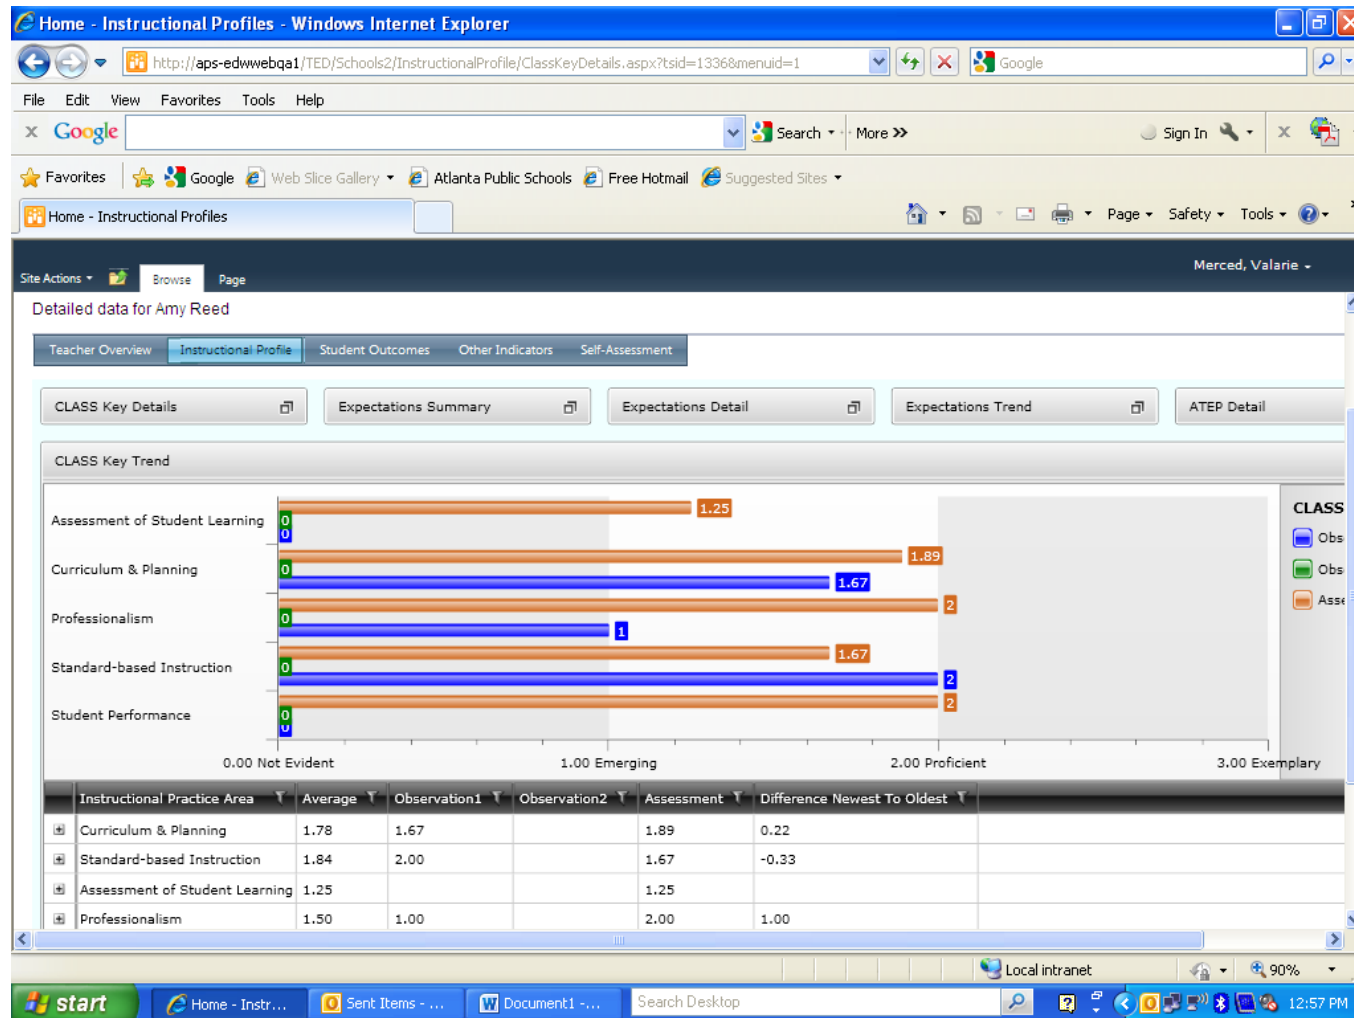 Home - Instructional Profiles - Windows Internet Explorer
http://aps-edwwebqa1/TED/Schools2/InstructionalProfile/ClassKeyDetails.aspx?tsid=1336&menuid=1 Google
File Edit View Favorites Tools Help
x Google Search More >> Sign In x
Favorites Google Web Slice Gallery Atlanta Public Schools Free Hotmail Suggested Sites
Home - Instructional Profiles Page Safety Tools
Merced, Valarie
Site Actions Browse Page
Detailed data for Amy Reed
Teacher Overview Instructional Profile Student Outcomes Other Indicators Self-Assessment
CLASS Key Details Expectations Summary Expectations Detail Expectations Trend ATEP Detail
CLASS Key Trend
Assessment of Student Learning 1.25 0 0
Curriculum & Planning 1.89 0 1.67
Professionalism 2 0 1
Standard-based Instruction 1.67 0 2
Student Performance 2 0 0
0.00 Not Evident 1.00 Emerging 2.00 Proficient 3.00 Exemplary
CLASS
Obs
Obs
Asse
Instructional Practice Area Average Observation1 Observation2 Assessment Difference Newest To Oldest
Curriculum & Planning 1.78 1.67 1.89 0.22
Standard-based Instruction 1.84 2.00 1.67 -0.33
Assessment of Student Learning 1.25 1.25
Professionalism 1.50 1.00 2.00 1.00
Local intranet 90%
start Home - Instr... Sent Items - ... Document1 -... Search Desktop 12:57 PM